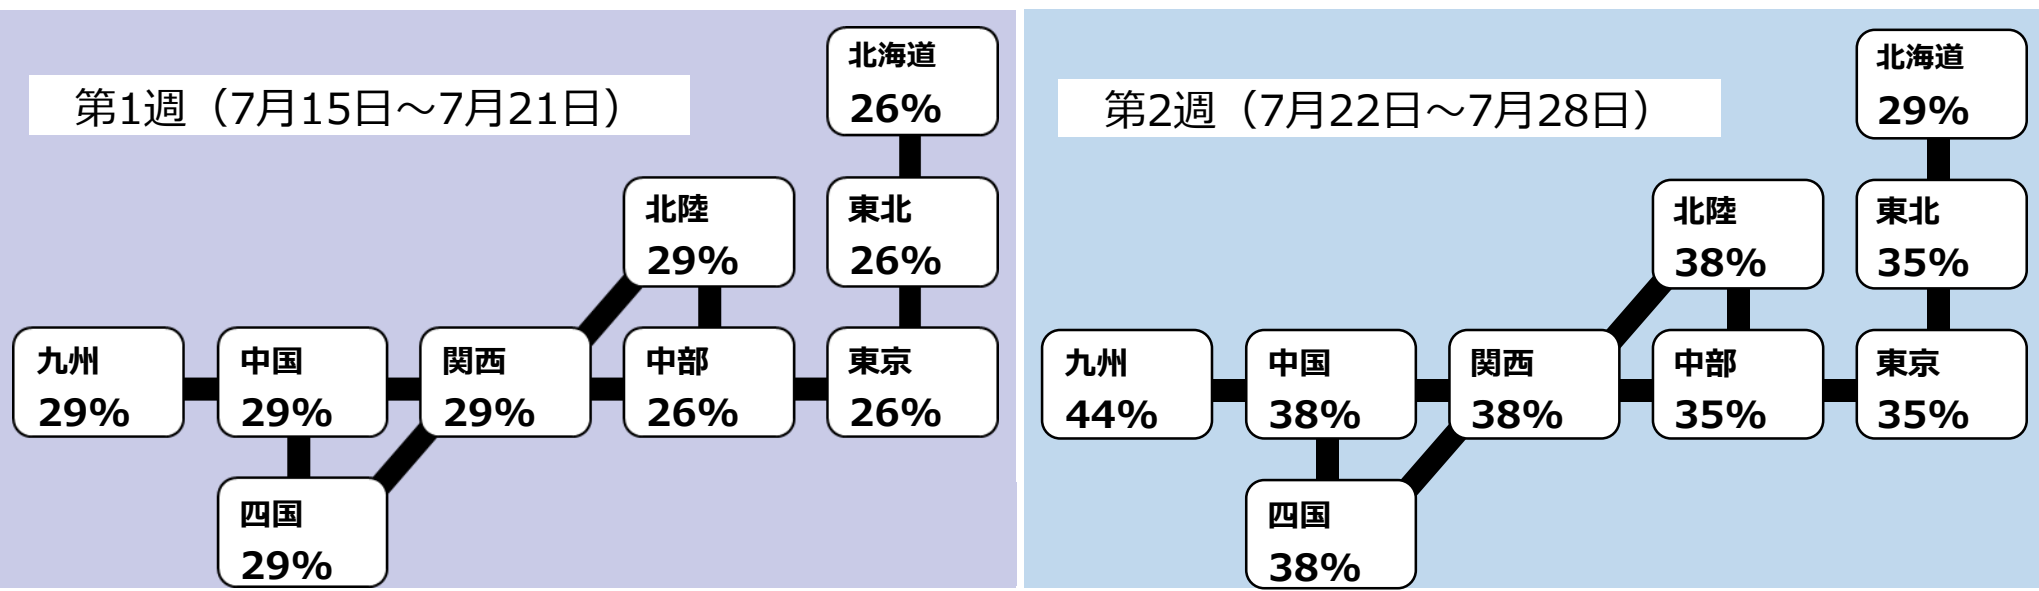 第1週（7月15日～7月21日）
北海道
26%
北陸
29%
東北
26%
九州
29%
中国
29%
関西
29%
中部
26%
東京
26%
四国
29%
第2週（7月22日～7月28日）
北海道
29%
北陸
38%
東北
35%
九州
44%
中国
38%
関西
38%
中部
35%
東京
35%
四国
38%